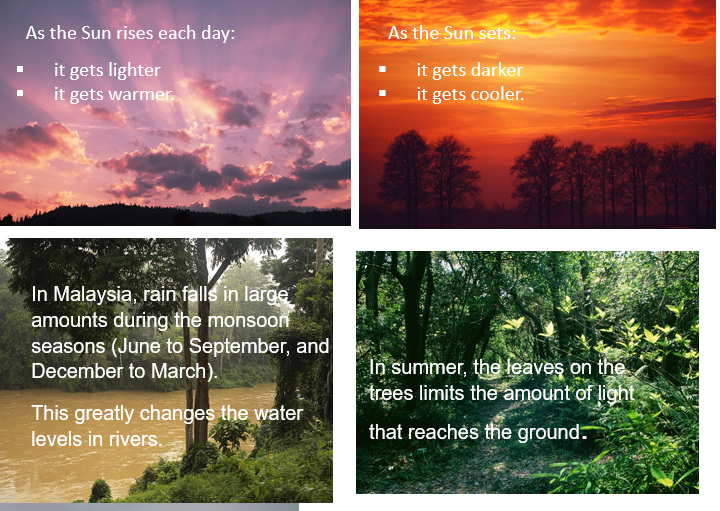 As the Sun rises each day:
▪ it gets lighter
▪ it gets warmer.
As the Sun sets:
▪ it gets darker
▪ it gets cooler.
In Malaysia, rain falls in large
amounts during the monsoon
seasons (June to September, and
December to March).
This greatly changes the water
levels in rivers.
In summer, the leaves on the
trees limits the amount of light
that reaches the ground.